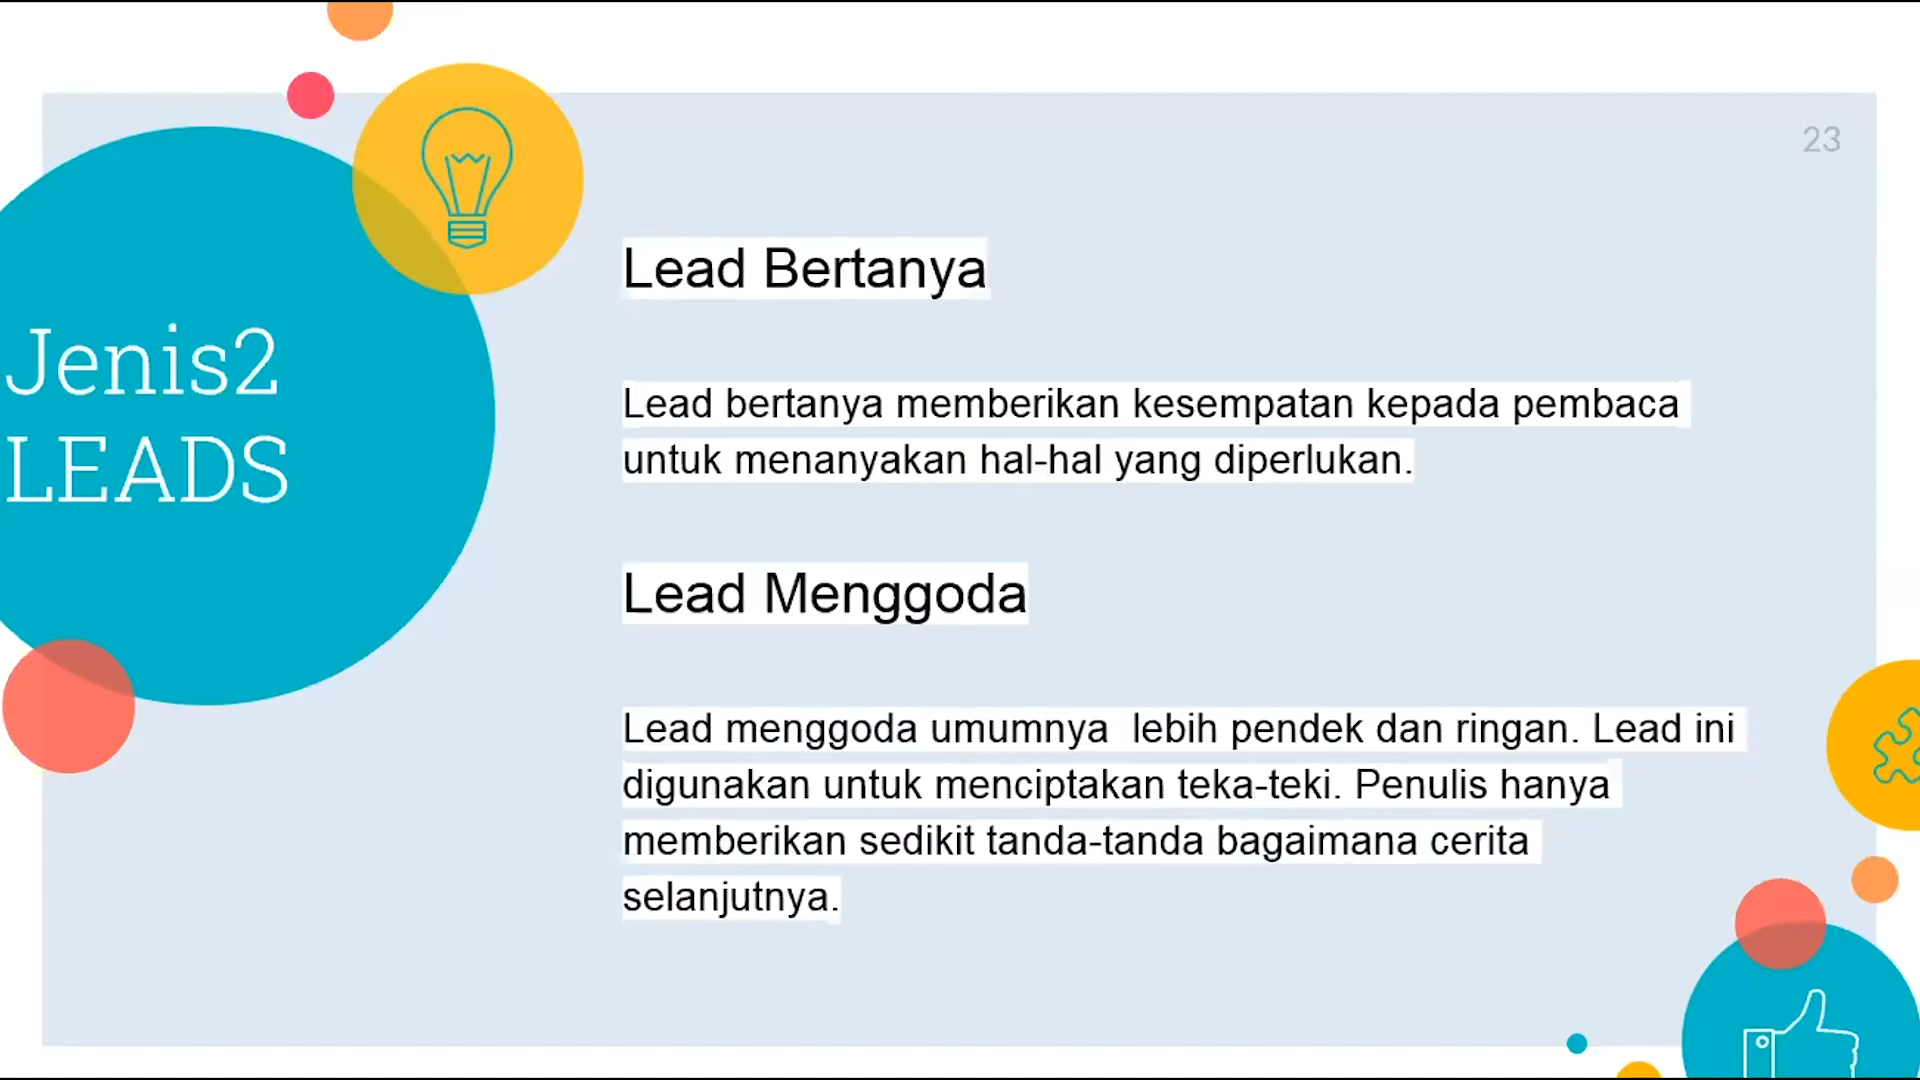 Jenis2
LEADS
23
Lead Bertanya
Lead bertanya memberikan kesempatan kepada pembaca
untuk menanyakan hal-hal yang diperlukan.
Lead Menggoda
Lead menggoda umumnya  lebih pendek dan ringan. Lead ini
digunakan untuk menciptakan teka-teki. Penulis hanya
memberikan sedikit tanda-tanda bagaimana cerita
selanjutnya.